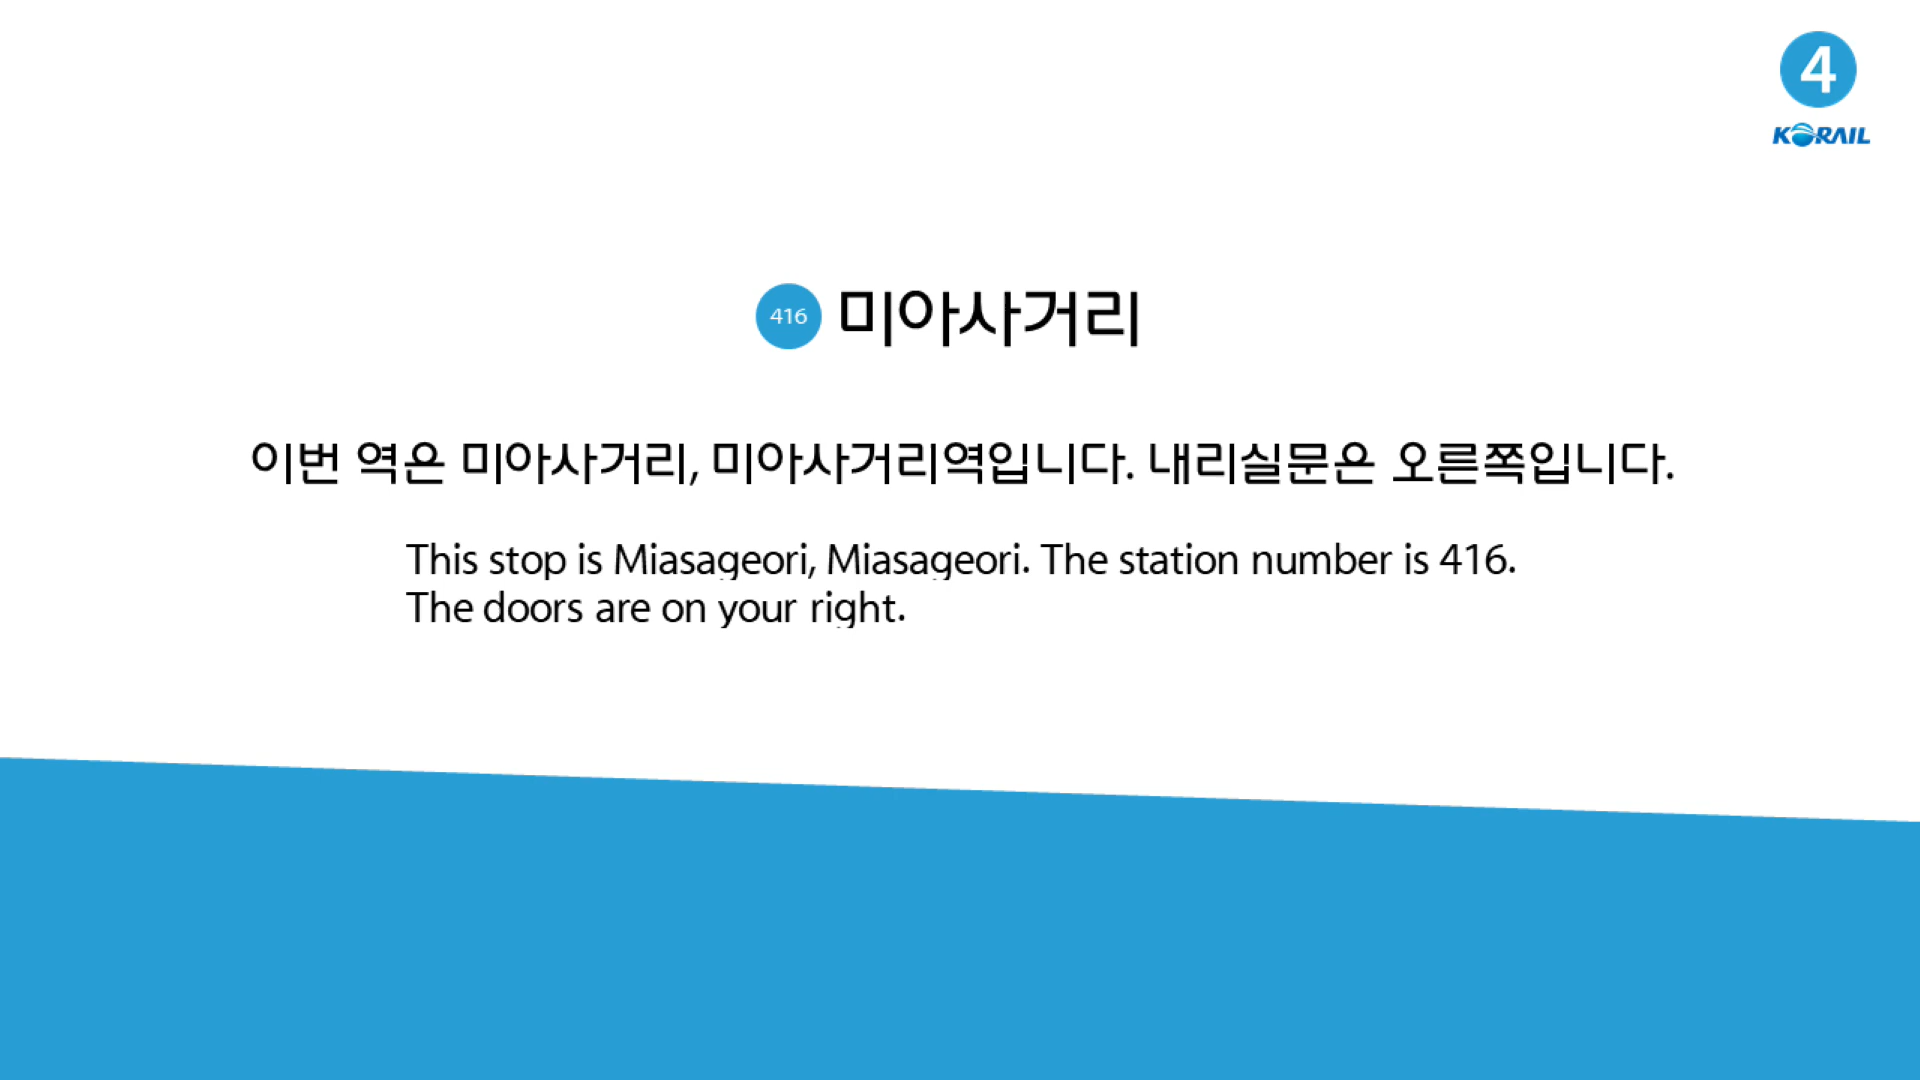 4
KORAIL
416 미아사거리
이번 역은 미아사거리, 미아사거리역입니다. 내리실문은 오른쪽입니다.
This stop is Miasageori, Miasageori. The station number is 416.
The doors are on your right.